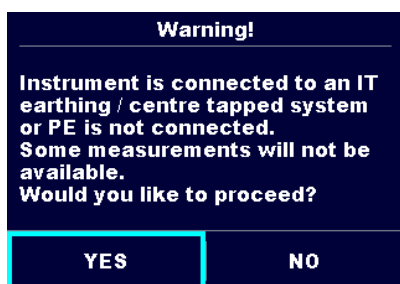 Warning!
Instrument is connected to an IT
earthing / centre tapped system
or PE is not connected.
Some measurements will not be
available.
Would you like to proceed?
YES NO